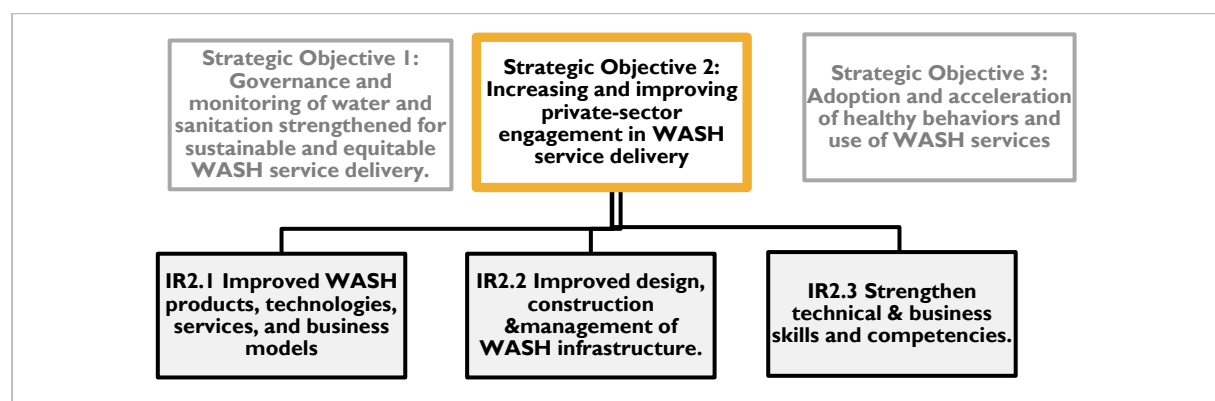 Strategic Objective 1:
Governance and
monitoring of water and
sanitation strengthened for
sustainable and equitable
WASH service delivery.
Strategic Objective 2:
Increasing and improving
private-sector
engagement in WASH
service delivery
Strategic Objective 3:
Adoption and acceleration
of healthy behaviors and
use of WASH services
IR2.1 Improved WASH
products, technologies,
services, and business
models
IR2.2 Improved design,
construction
&management of
WASH infrastructure.
IR2.3 Strengthen
technical & business
skills and competencies.